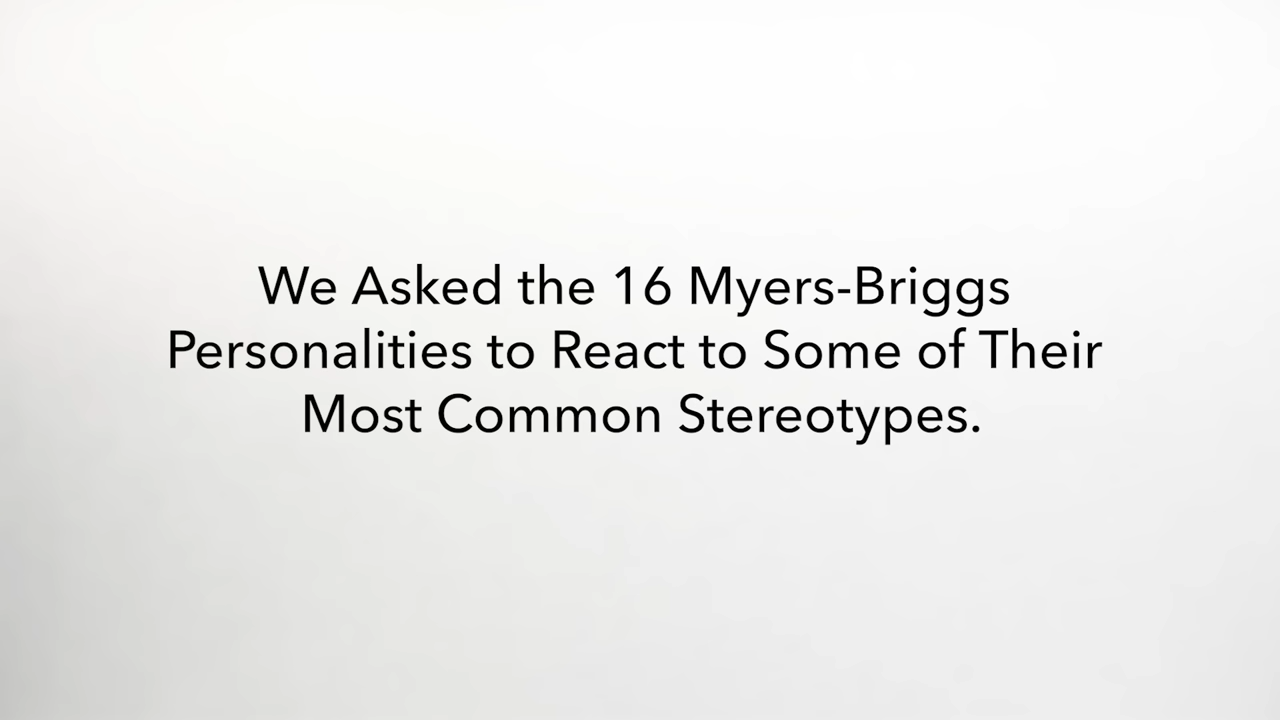 We Asked the 16 Myers-Briggs
Personalities to React to Some of Their
Most Common Stereotypes.